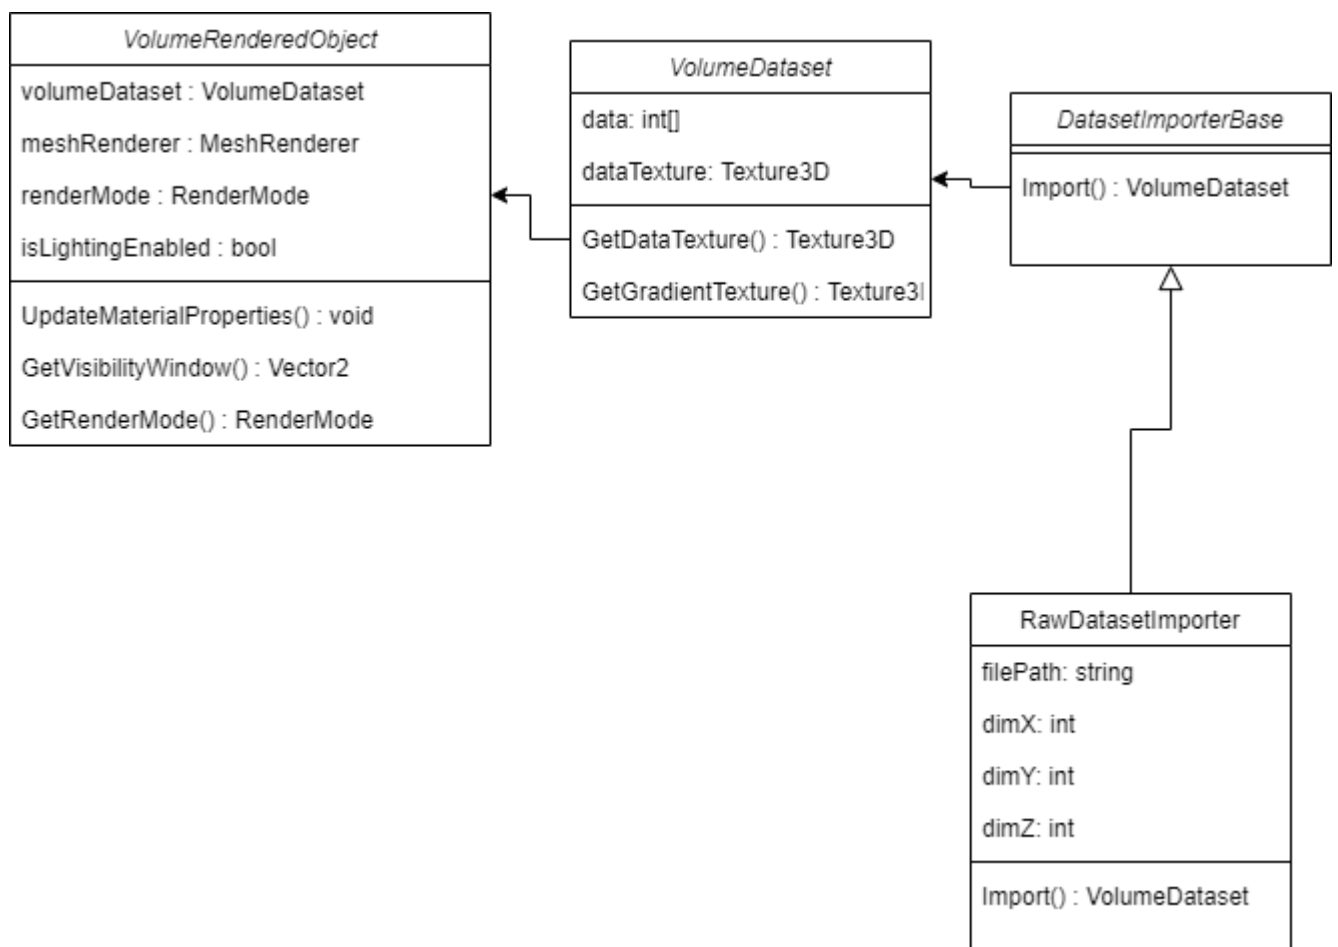 VolumeRenderedObject
volumeDataset : VolumeDataset
meshRenderer : MeshRenderer
renderMode : RenderMode
isLightingEnabled : bool
UpdateMaterialProperties() : void
GetVisibilityWindow() : Vector2
GetRenderMode() : RenderMode
VolumeDataset
data: int[]
dataTexture: Texture3D
GetDataTexture() : Texture3D
GetGradientTexture() :
DatasetImporterBase
Import() : VolumeDataset
RawDatasetImporter
filePath: string
dimX: int
dimY: int
dimZ: int
Import() : VolumeDataset